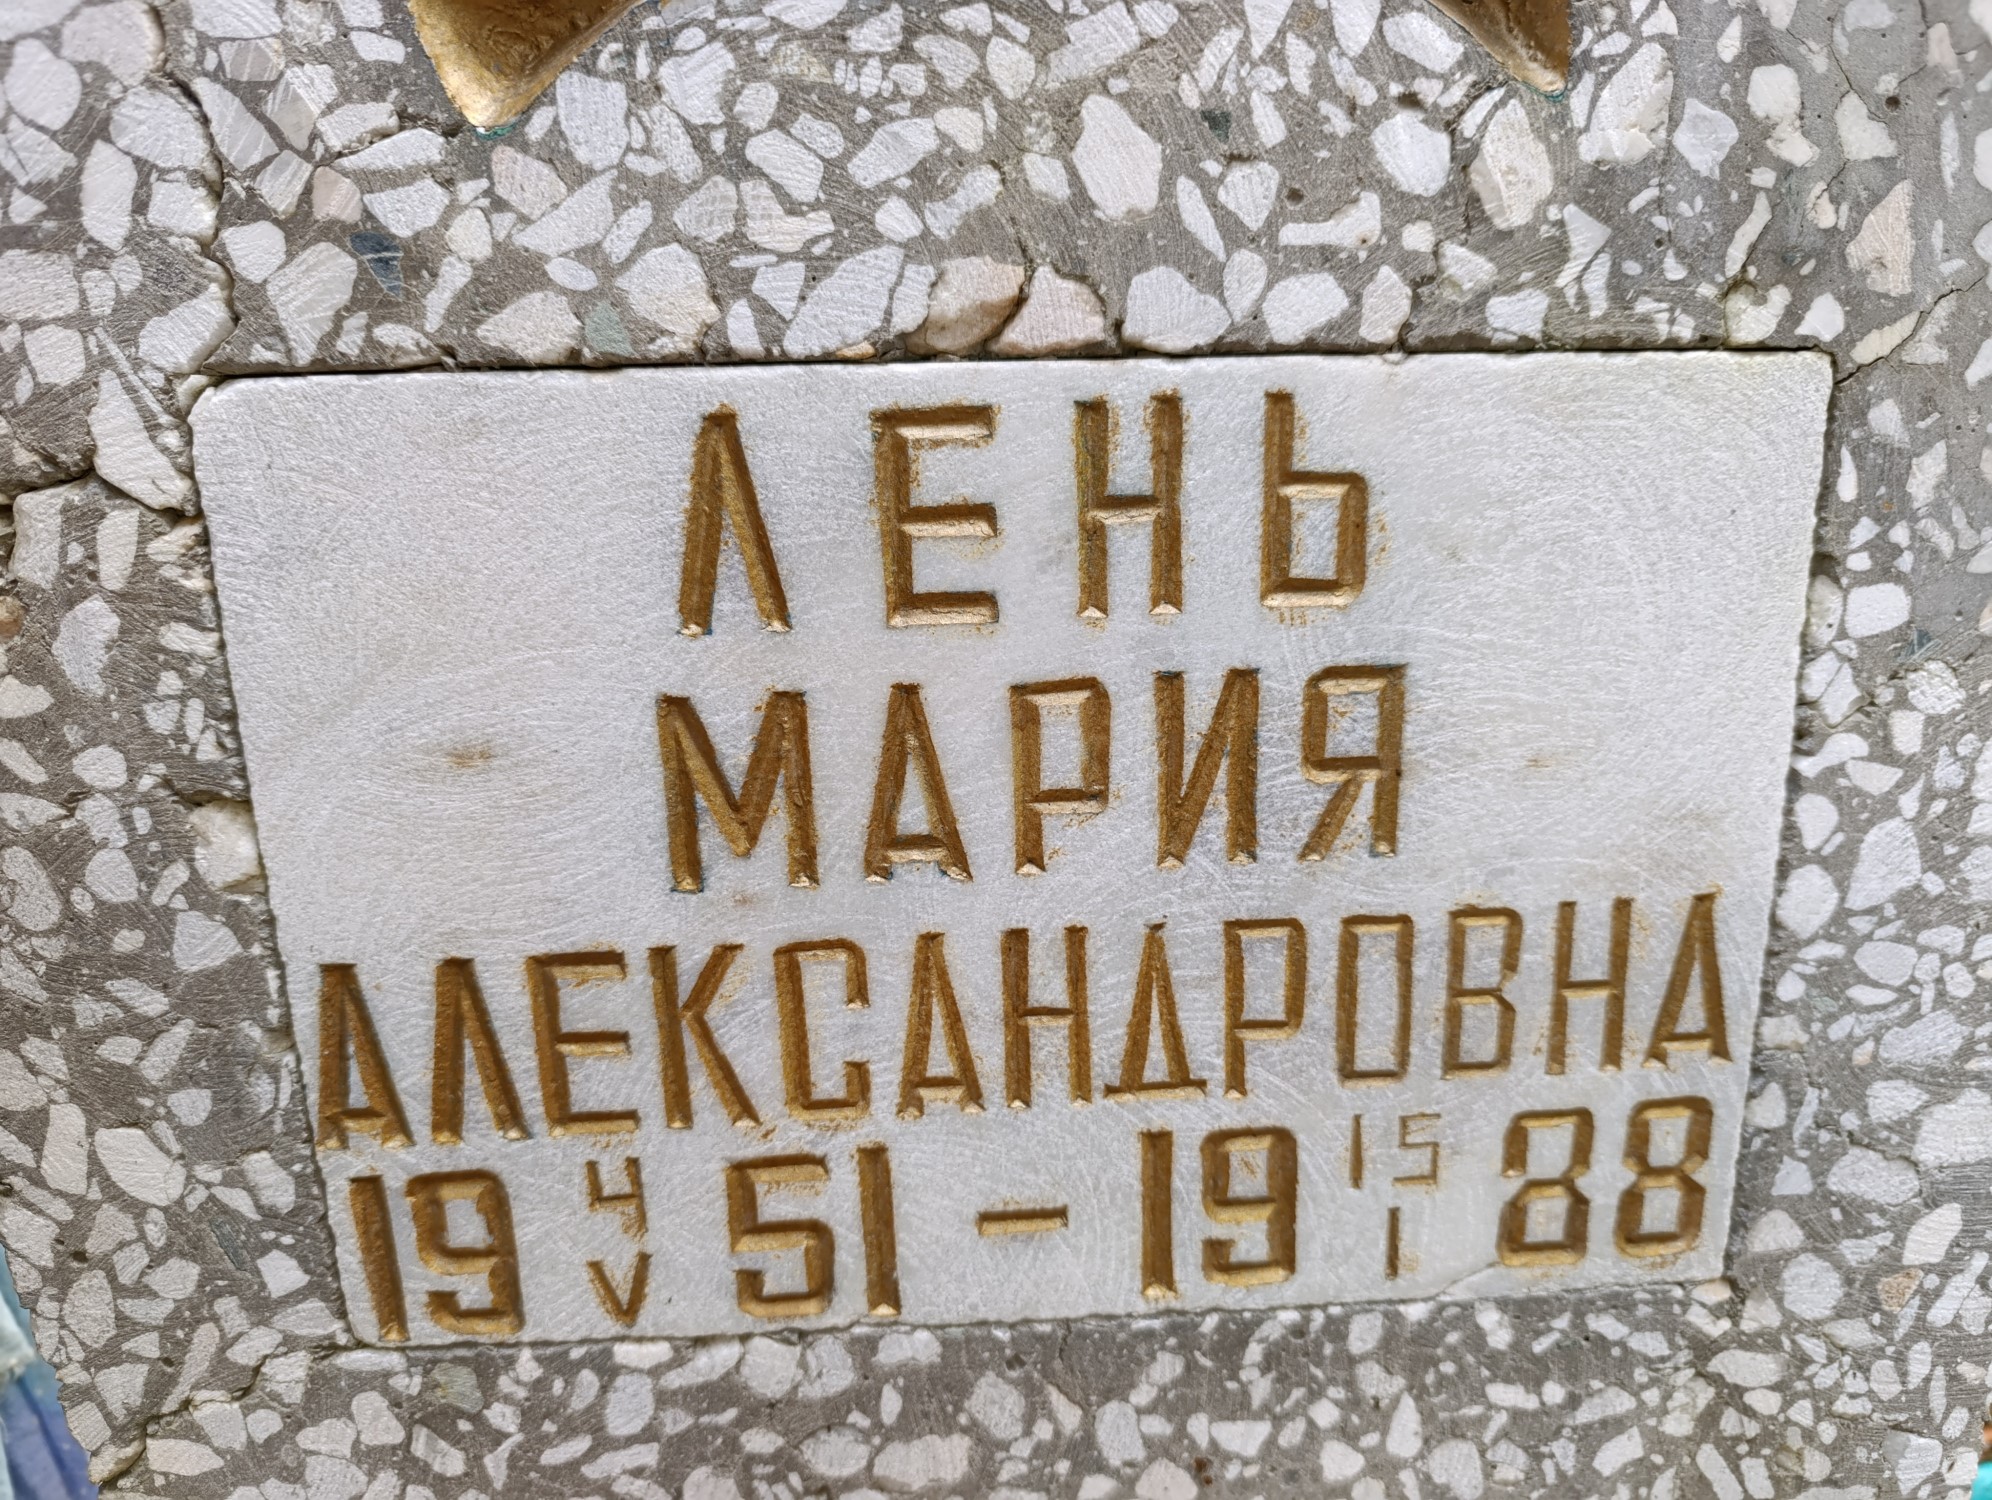 ЛЕНЬ
МАРИЯ
АЛЕКСАНДРОВНА
19 4/V 51 – 19 15/I 88